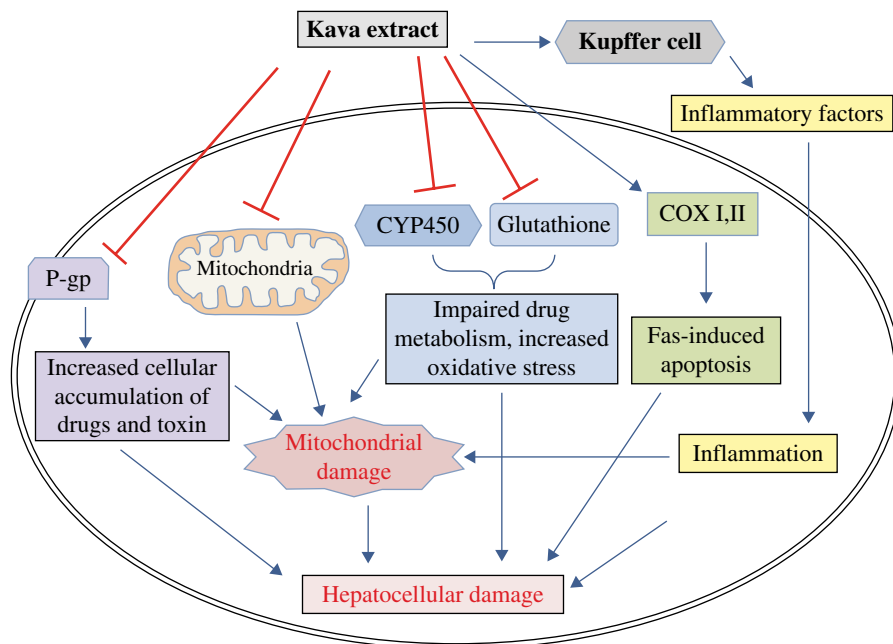 Kava extract
Kupffer cell
Inflammatory factors
CYP450
Glutathione
COX I,II
P-gp
Mitochondria
Impaired drug
metabolism, increased
oxidative stress
Fas-induced
apoptosis
Increased cellular
accumulation of
drugs and toxin
Mitochondrial
damage
Inflammation
Hepatocellular damage